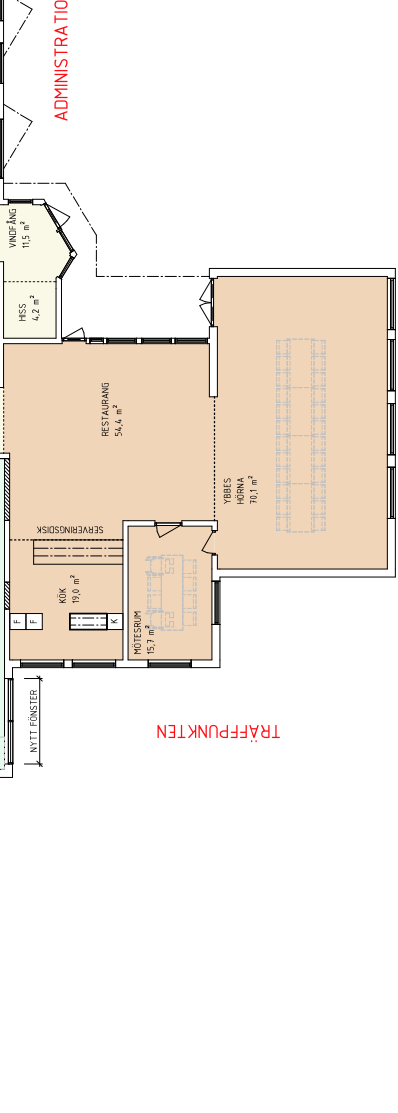 ADMINISTRATIO
VINDFÅNG
11,5 m²
HISS
4,2 m²
RESTAURANG
54,4 m²
YBBES
HÖRNA
70,1 m²
SERVERINGSDISK
KÖK
19,0 m²
F
F
K
MÖTESRUM
15,7 m²
NYTT FÖNSTER
TRÄFFPUNKTEN